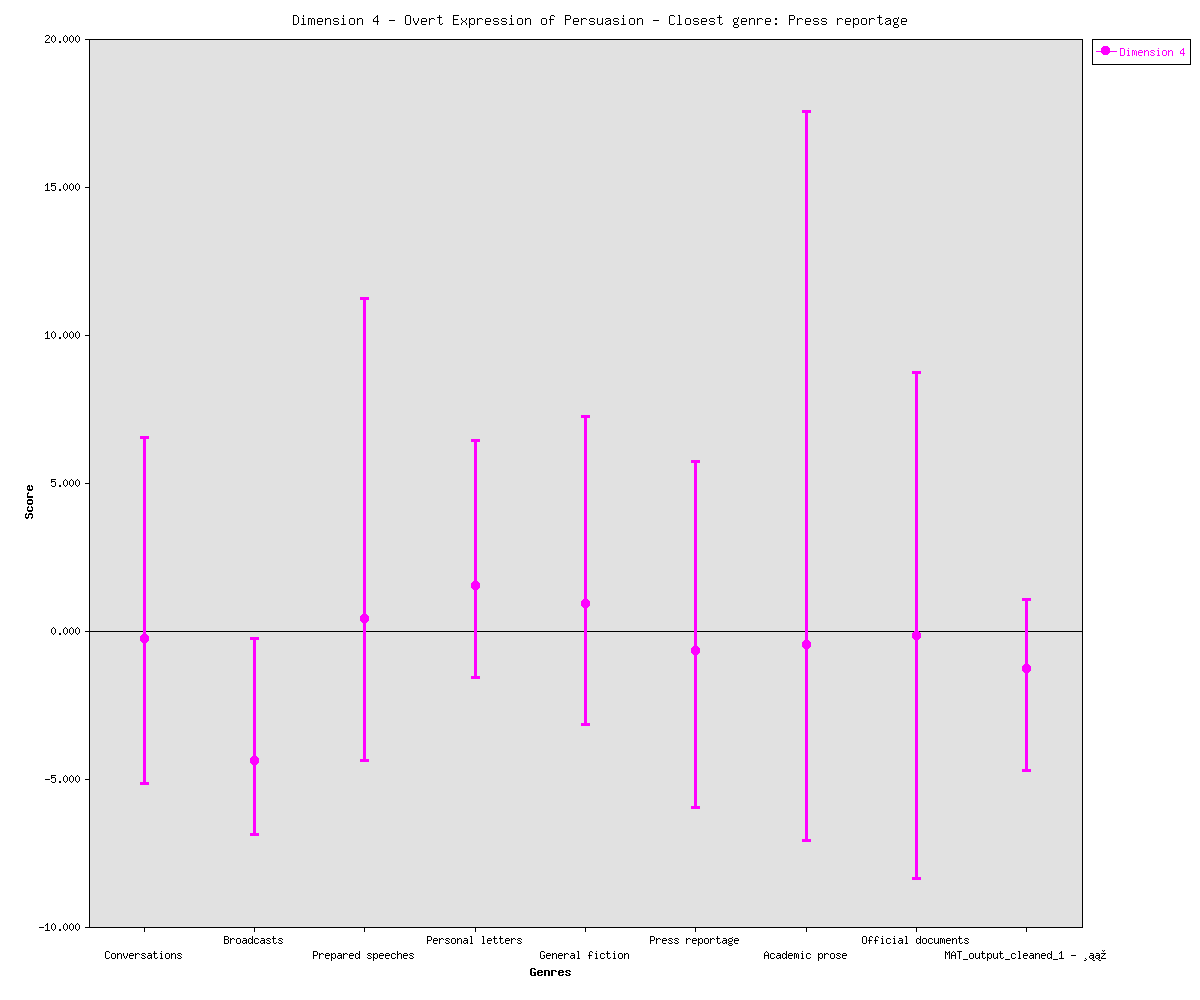 Dimension 4 - Overt Expression of Persuasion - Closest genre: Press reportage
Dimension 4
20.000
15.000
10.000
5.000
0.000
-5.000
-10.000
Score
Broadcasts
Personal letters
Press reportage
Official documents
Conversations
Prepared speeches
General fiction
Academic prose
MAT_output_cleaned_1 -
Genres